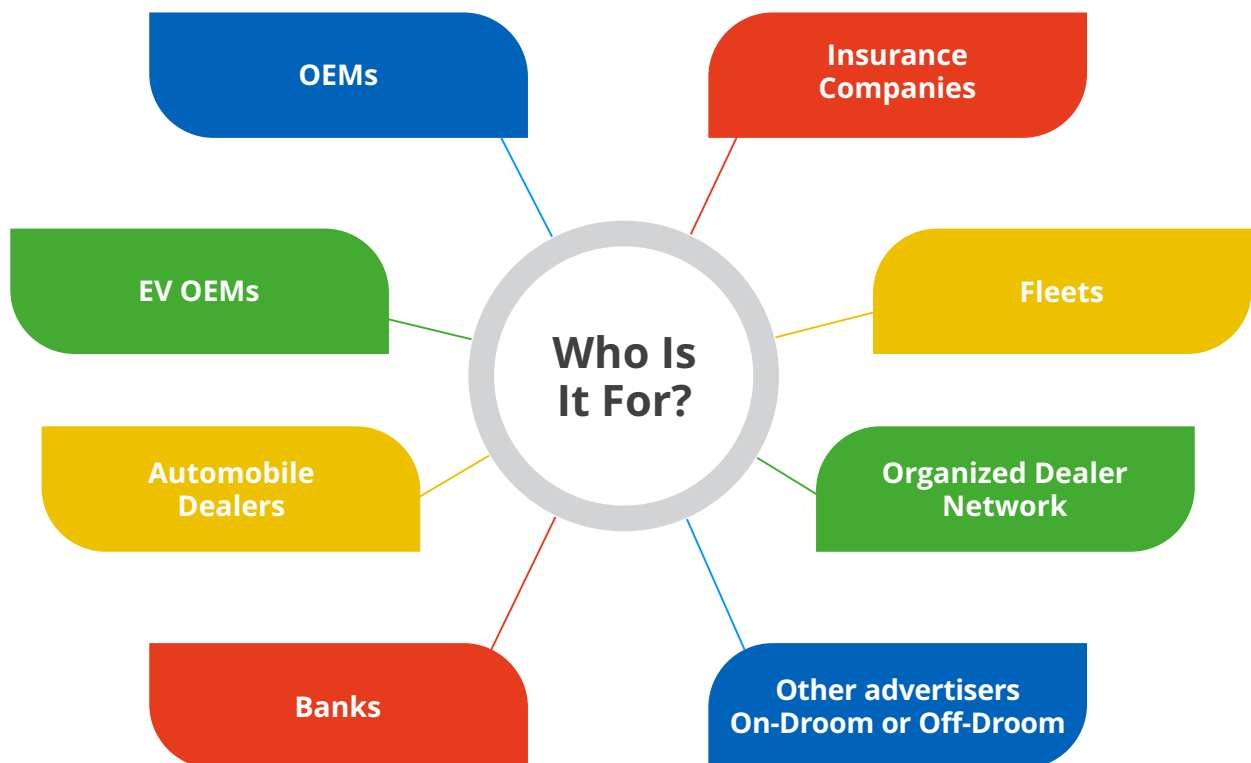 OEMs
Insurance
Companies
EV OEMs
Fleets
Who Is
It For?
Automobile
Dealers
Organized Dealer
Network
Banks
Other advertisers
On-Droom or Off-Droom